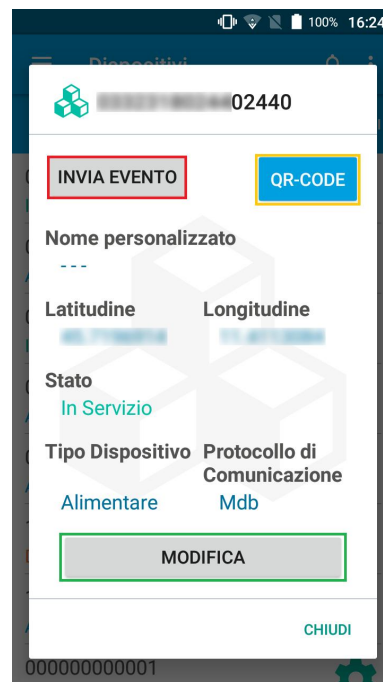 100% 16:24
Dispositivi
02440
INVIA EVENTO
QR-CODE
Nome personalizzato
---
Latitudine Longitudine
Stato
In Servizio
Tipo Dispositivo Protocollo di
Comunicazione
Alimentare Mdb
MODIFICA
CHIUDI
000000000001